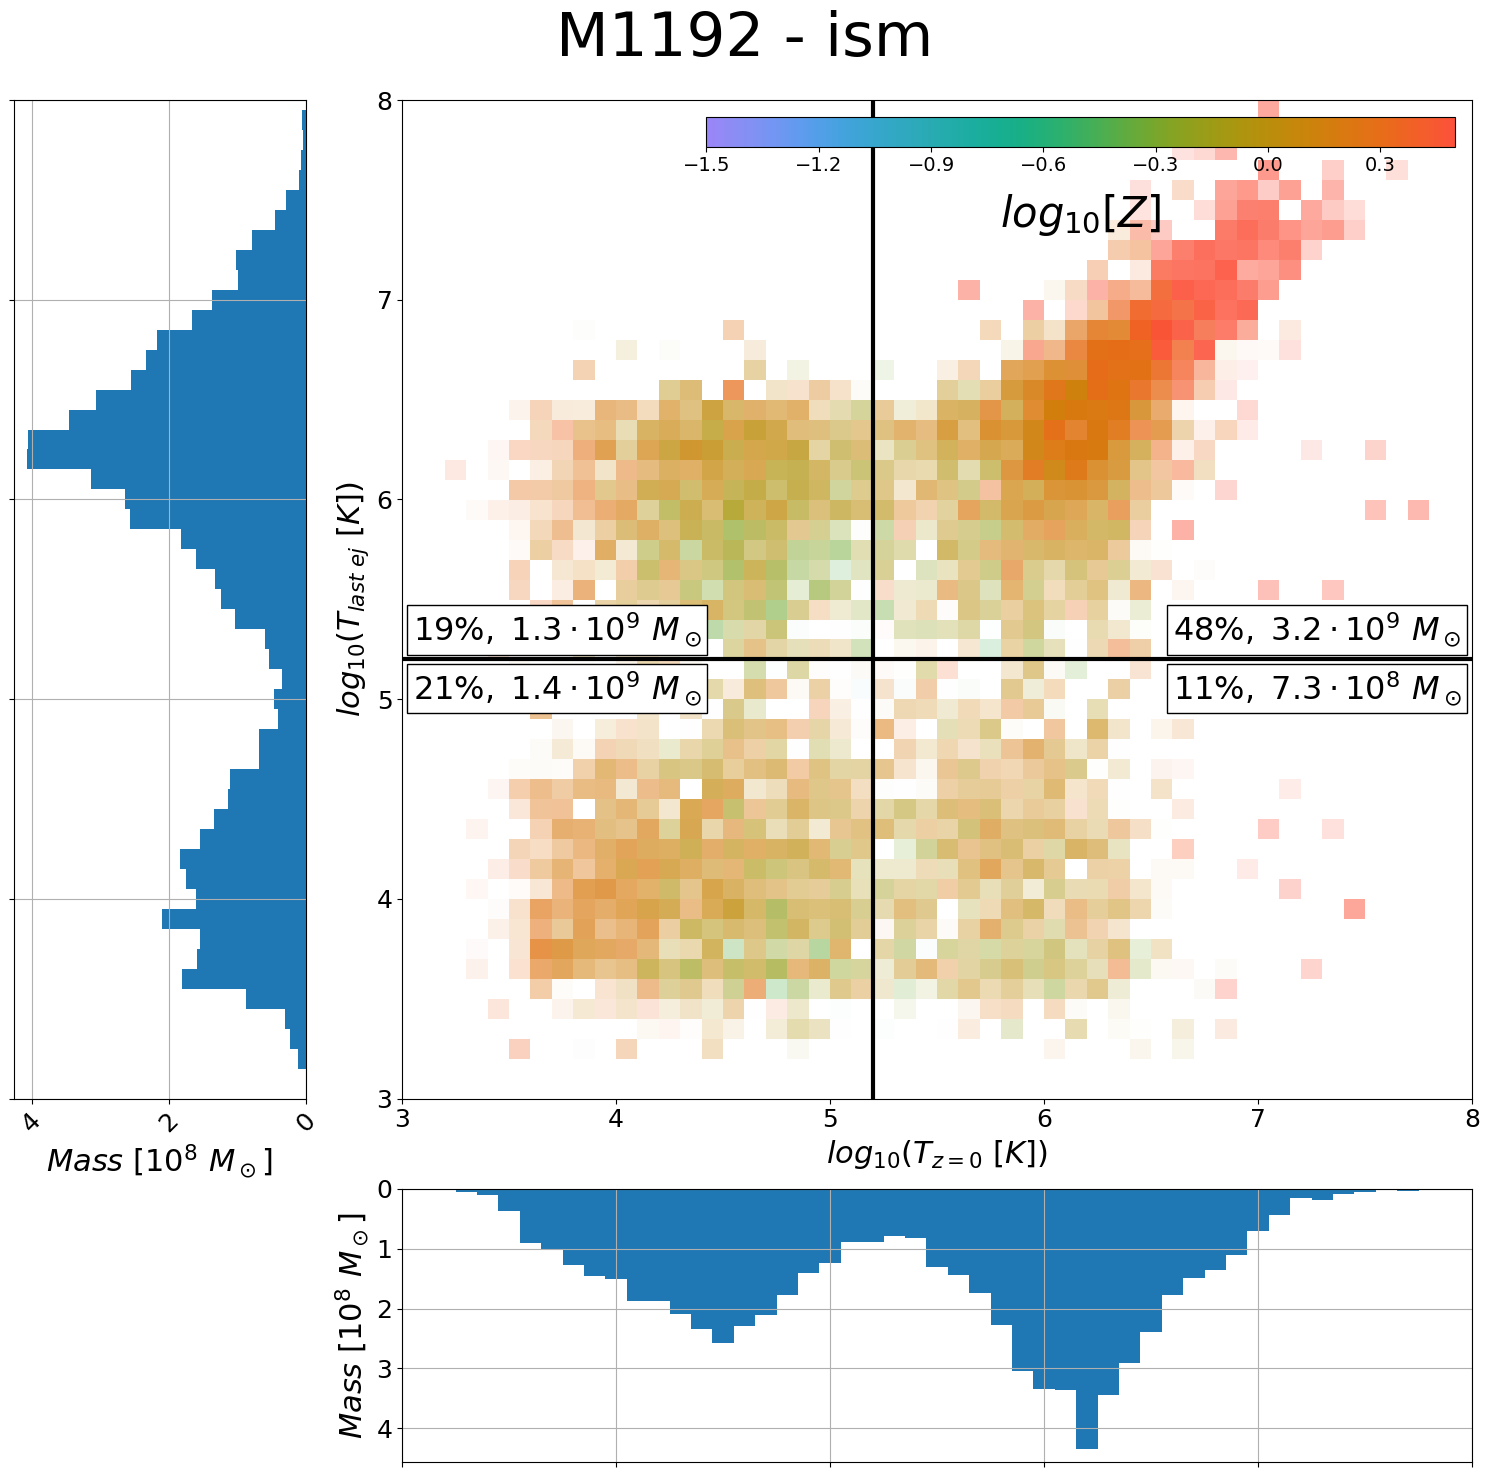 M1192 - ism
8
7
6
5
4
3
log₁₀(T_last ej [K])
−1.5 −1.2 −0.9 −0.6 −0.3 0.0 0.3
log₁₀[Z]
19%, 1.3 · 10⁹ M⊙
48%, 3.2 · 10⁹ M⊙
21%, 1.4 · 10⁹ M⊙
11%, 7.3 · 10⁸ M⊙
4 2 0
Mass [10⁸ M⊙]
3 4 5 6 7 8
log₁₀(T_z=0 [K])
0
1
2
3
4
Mass [10⁸ M⊙]